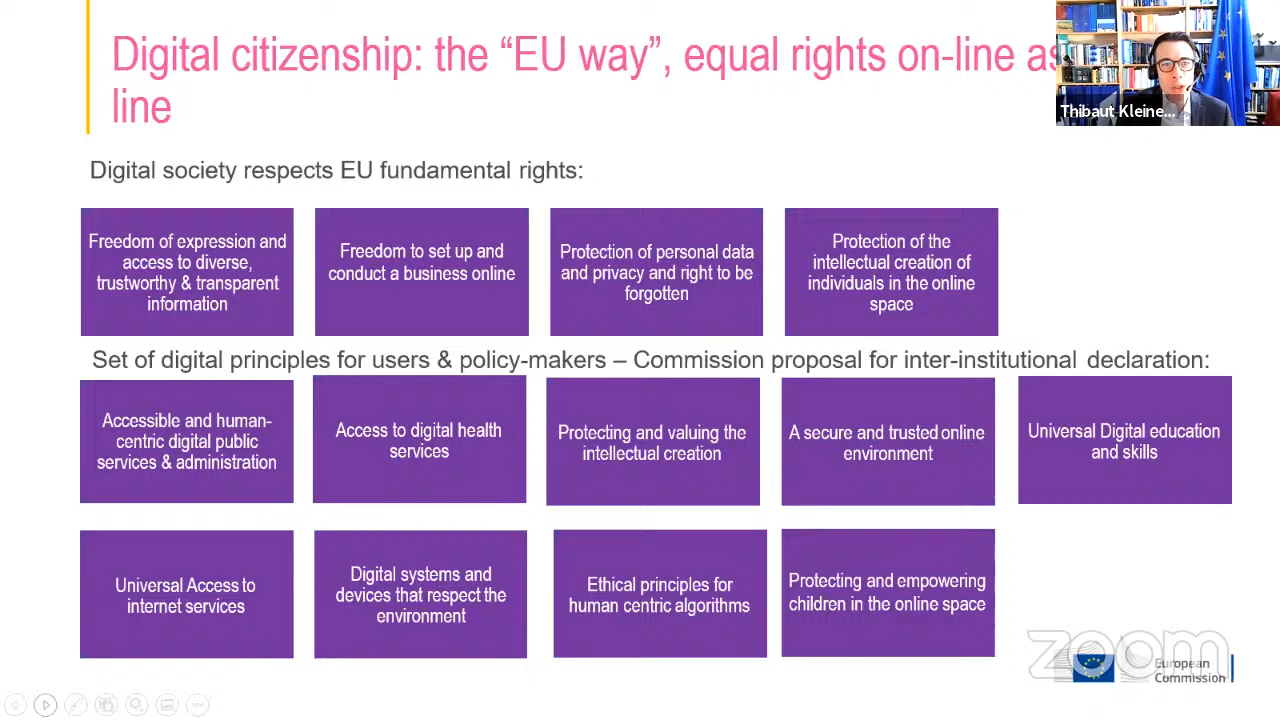 Digital citizenship: the “EU way”, equal rights on-line as
line
Thibaut Kleine...
Digital society respects EU fundamental rights:
Freedom of expression and
access to diverse,
trustworthy & transparent
information
Freedom to set up and
conduct a business online
Protection of personal data
and privacy and right to be
forgotten
Protection of the
intellectual creation of
individuals in the online
space
Set of digital principles for users & policy-makers – Commission proposal for inter-institutional declaration:
Accessible and human-
centric digital public
services & administration
Access to digital health
services
Protecting and valuing the
intellectual creation
A secure and trusted online
environment
Universal Digital education
and skills
Universal Access to
internet services
Digital systems and
devices that respect the
environment
Ethical principles for
human centric algorithms
Protecting and empowering
children in the online space
zoom
European
Commission